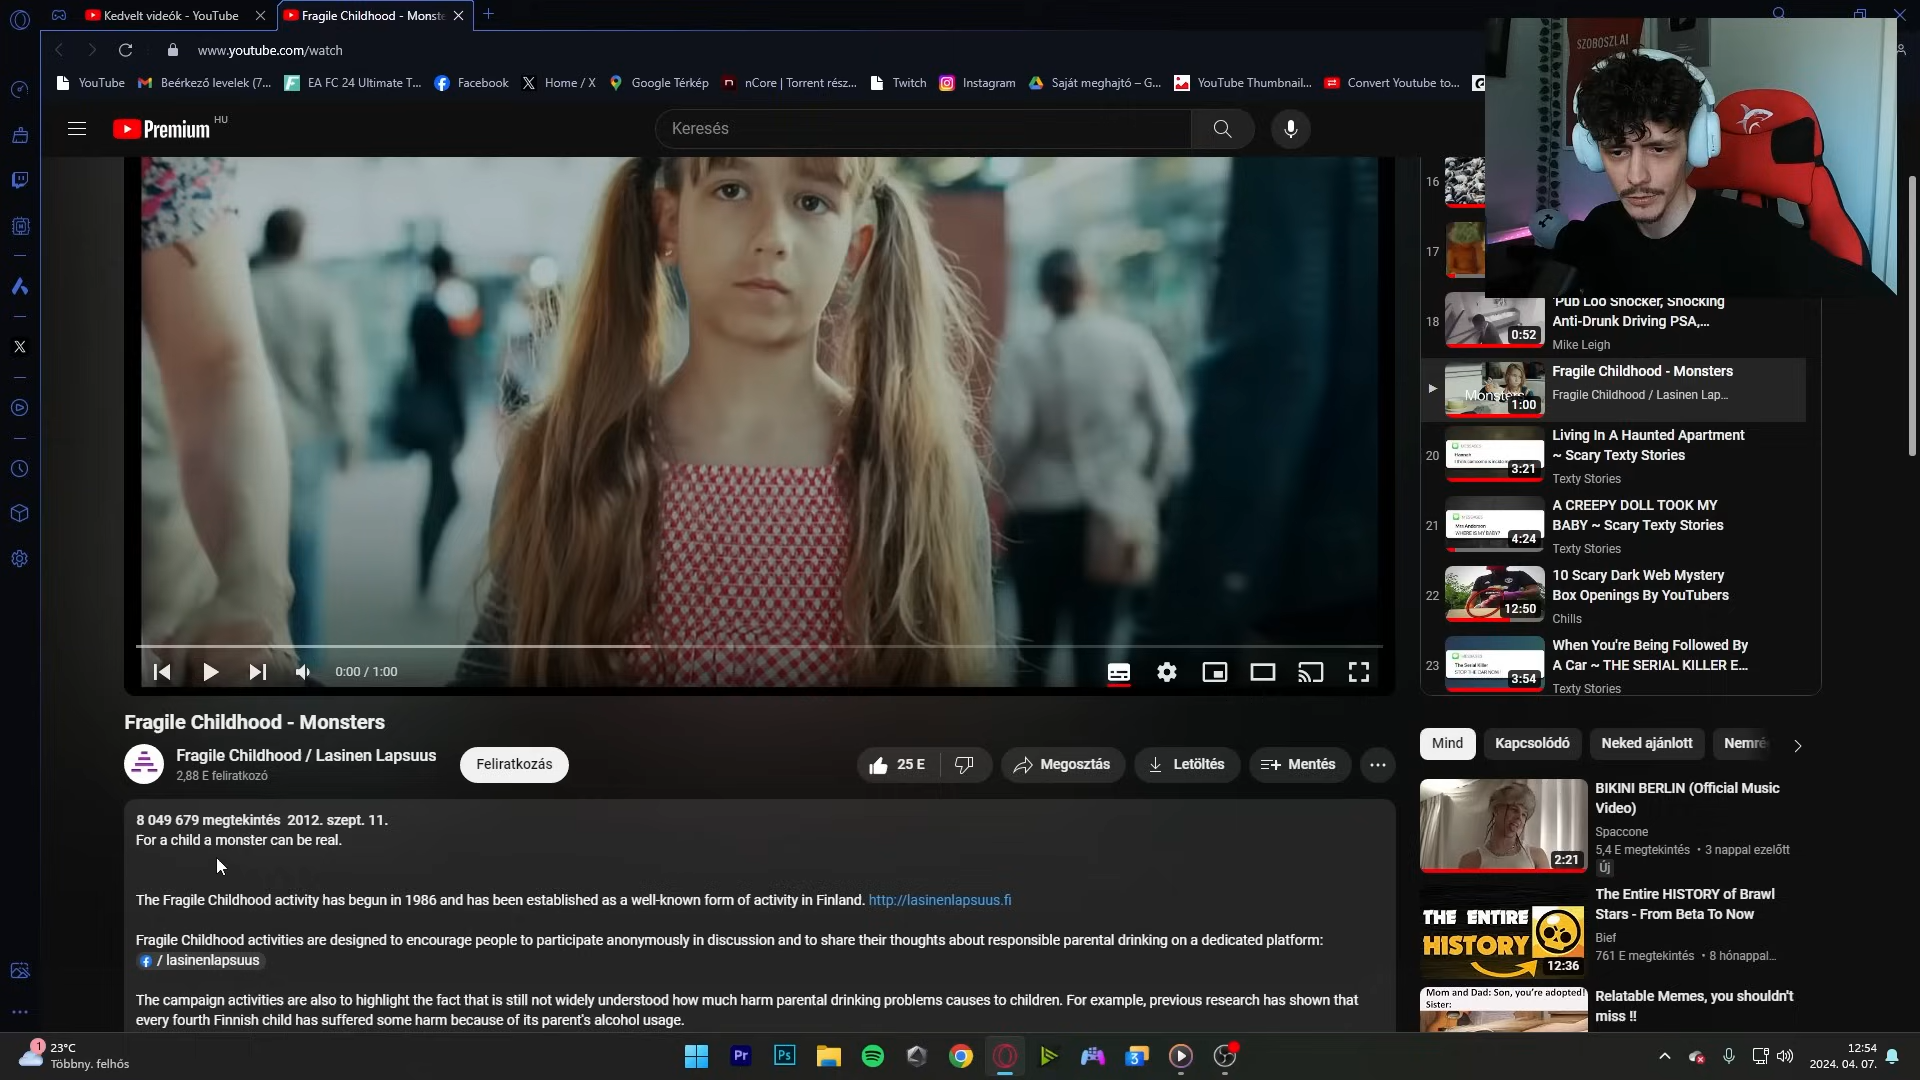 Kedvelt videók - YouTube
Fragile Childhood - Monste
www.youtube.com/watch
YouTube
Beérkező levelek (7...
EA FC 24 Ultimate T...
Facebook
Home / X
Google Térkép
nCore | Torrent rész...
Twitch
Instagram
Saját meghajtó – G...
YouTube Thumbnail...
Convert Youtube to...
SZOBOSZLAI
Premium
HU
Keresés
16
17
18
0:52
'Pub Loo Shocker, Shocking
Anti-Drunk Driving PSA,...
Mike Leigh
Monsters
1:00
Fragile Childhood - Monsters
Fragile Childhood / Lasinen Lap...
20
3:21
Living In A Haunted Apartment
~ Scary Texty Stories
Texty Stories
21
4:24
A CREEPY DOLL TOOK MY
BABY ~ Scary Texty Stories
Texty Stories
22
12:50
10 Scary Dark Web Mystery
Box Openings By YouTubers
Chills
23
3:54
When You're Being Followed By
A Car ~ THE SERIAL KILLER E...
Texty Stories
0:00 / 1:00
Fragile Childhood - Monsters
Fragile Childhood / Lasinen Lapsuus
2,88 E feliratkozó
Feliratkozás
25 E
Megosztás
Letöltés
Mentés
8 049 679 megtekintés 2012. szept. 11.
For a child a monster can be real.
The Fragile Childhood activity has begun in 1986 and has been established as a well-known form of activity in Finland. http://lasinenlapsuus.fi
Fragile Childhood activities are designed to encourage people to participate anonymously in discussion and to share their thoughts about responsible parental drinking on a dedicated platform:
/ lasinenlapsuus
The campaign activities are also to highlight the fact that is still not widely understood how much harm parental drinking problems causes to children. For example, previous research has shown that
every fourth Finnish child has suffered some harm because of its parent's alcohol usage.
Mind
Kapcsolódó
Neked ajánlott
Nemré
2:21
BIKINI BERLIN (Official Music
Video)
Spaccone
5,4 E megtekintés • 3 nappal ezelőtt
Új
THE ENTIRE
HISTORY
12:36
The Entire HISTORY of Brawl
Stars - From Beta To Now
Bief
761 E megtekintés • 8 hónappal...
Mom and Dad: Son, you're adopted!
Sister:
Relatable Memes, you shouldn't
miss !!
1
23°C
Többny. felhős
Pr
Ps
3
12:54
2024. 04. 07.